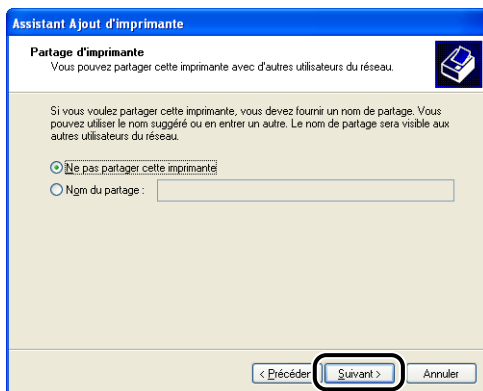 Assistant Ajout d'imprimante
Partage d'imprimante
Vous pouvez partager cette imprimante avec d'autres utilisateurs du réseau.
Si vous voulez partager cette imprimante, vous devez fournir un nom de partage. Vous
pouvez utiliser le nom suggéré ou en entrer un autre. Le nom de partage sera visible aux
autres utilisateurs du réseau.
Ne pas partager cette imprimante
Nom du partage :
< Précéder
Suivant >
Annuler